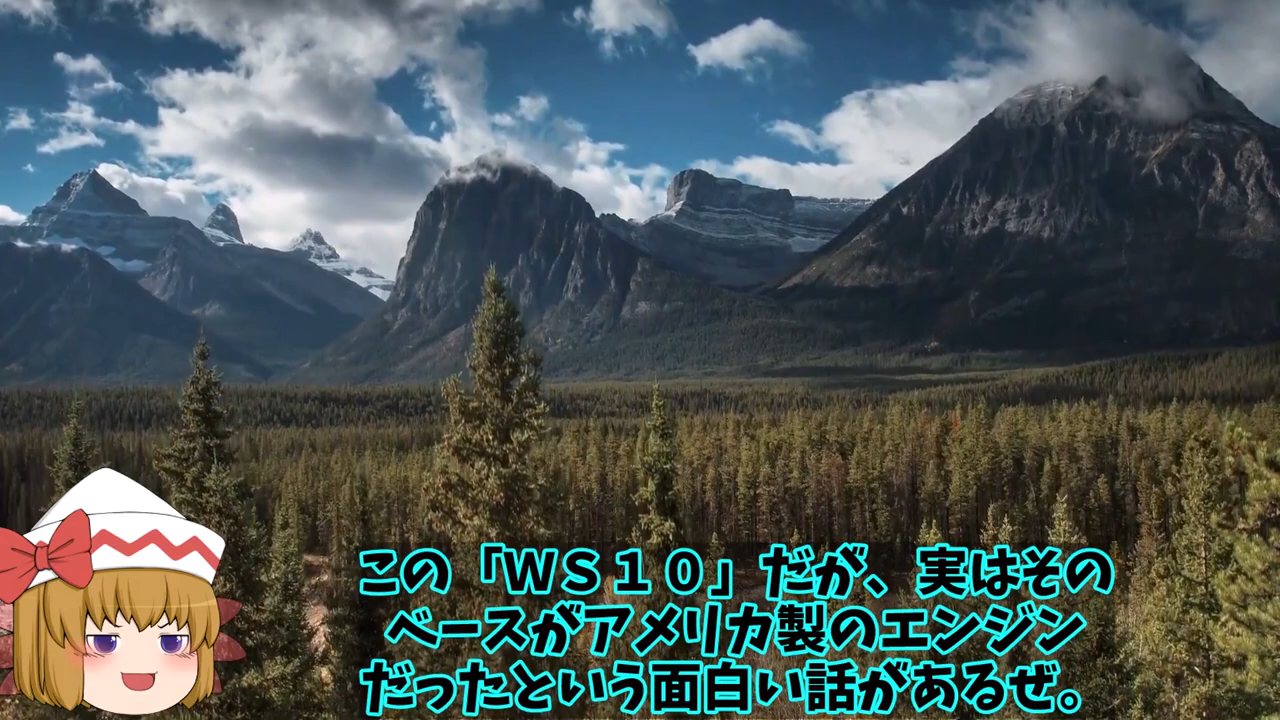 この「ＷＳ１０」だが、実はその
ベースがアメリカ製のエンジン
だったという面白い話があるぜ。